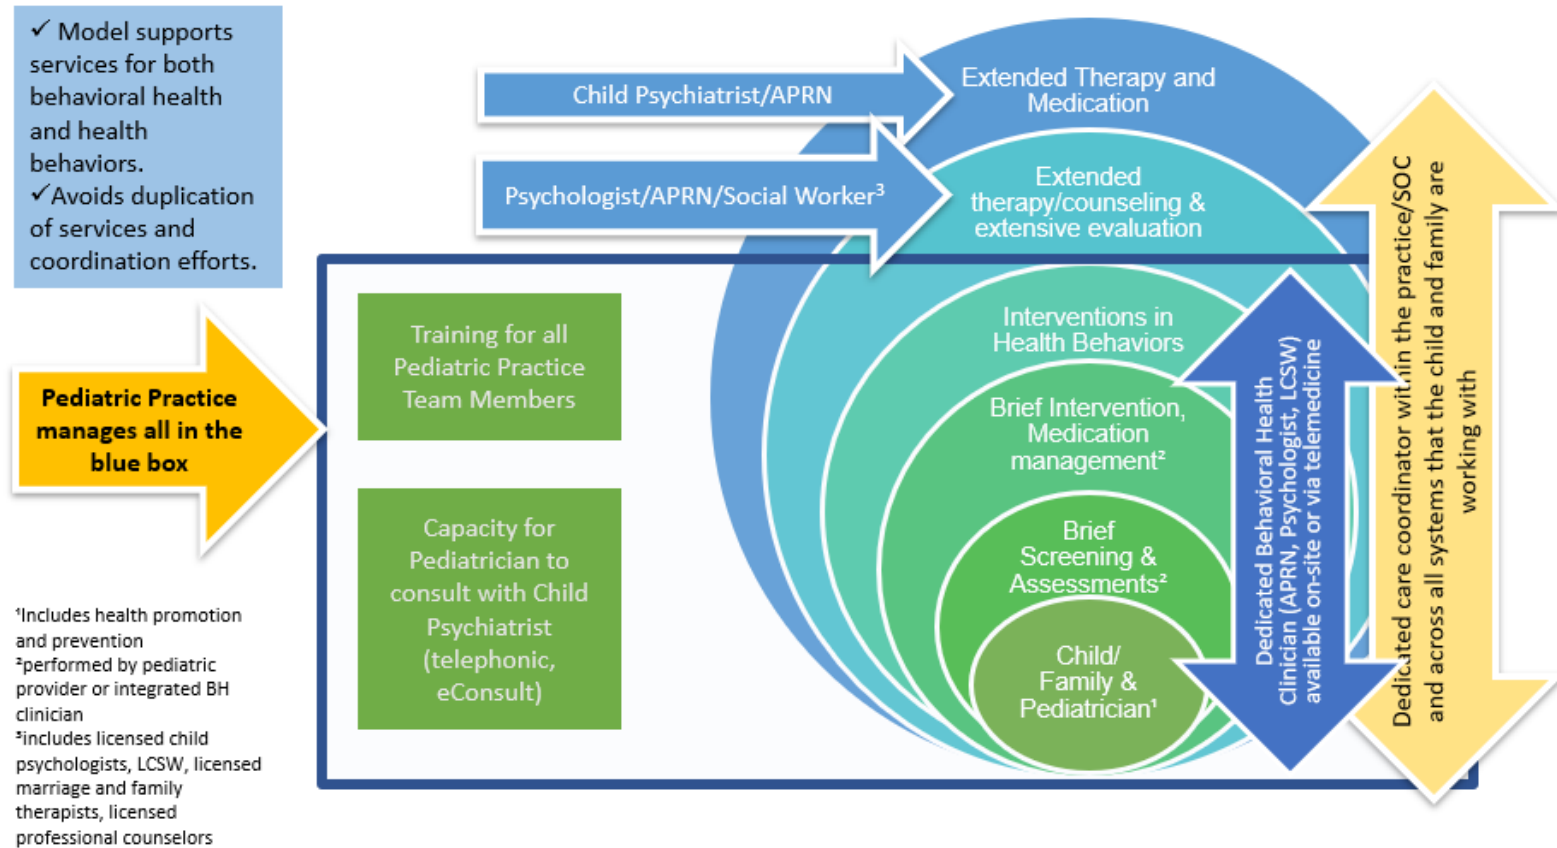 ✓ Model supports
services for both
behavioral health
and health
behaviors.
✓Avoids duplication
of services and
coordination efforts.
Child Psychiatrist/APRN
Psychologist/APRN/Social Worker³
Extended Therapy and
Medication
Extended
therapy/counseling &
extensive evaluation
Interventions in
Health Behaviors
Brief Intervention,
Medication
management²
Brief
Screening &
Assessments²
Child/
Family &
Pediatrician¹
Training for all
Pediatric Practice
Team Members
Capacity for
Pediatrician to
consult with Child
Psychiatrist
(telephonic,
eConsult)
Pediatric Practice
manages all in the
blue box
Dedicated Behavioral Health
Clinician (APRN, Psychologist, LCSW)
available on-site or via telemedicine
Dedicated care coordinator within the practice/SOC
and across all systems that the child and family are
working with
¹Includes health promotion
and prevention
²performed by pediatric
provider or integrated BH
clinician
³includes licensed child
psychologists, LCSW, licensed
marriage and family
therapists, licensed
professional counselors